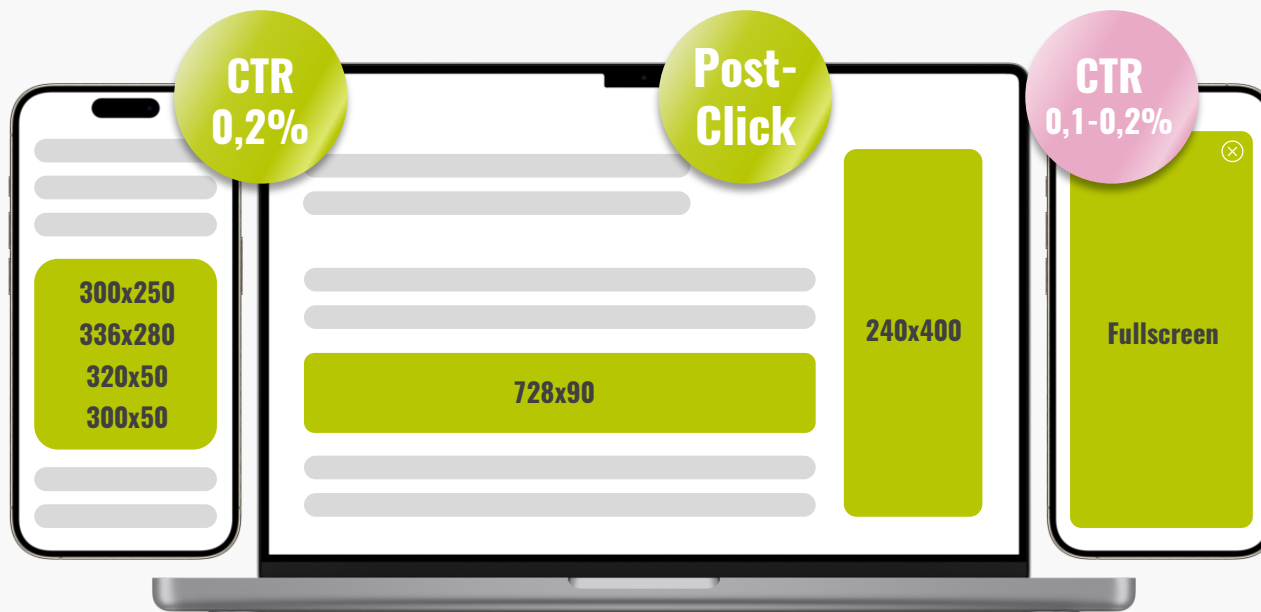 CTR
0,2%
Post-
Click
CTR
0,1-0,2%
300x250
336x280
320x50
300x50
728x90
240x400
Fullscreen